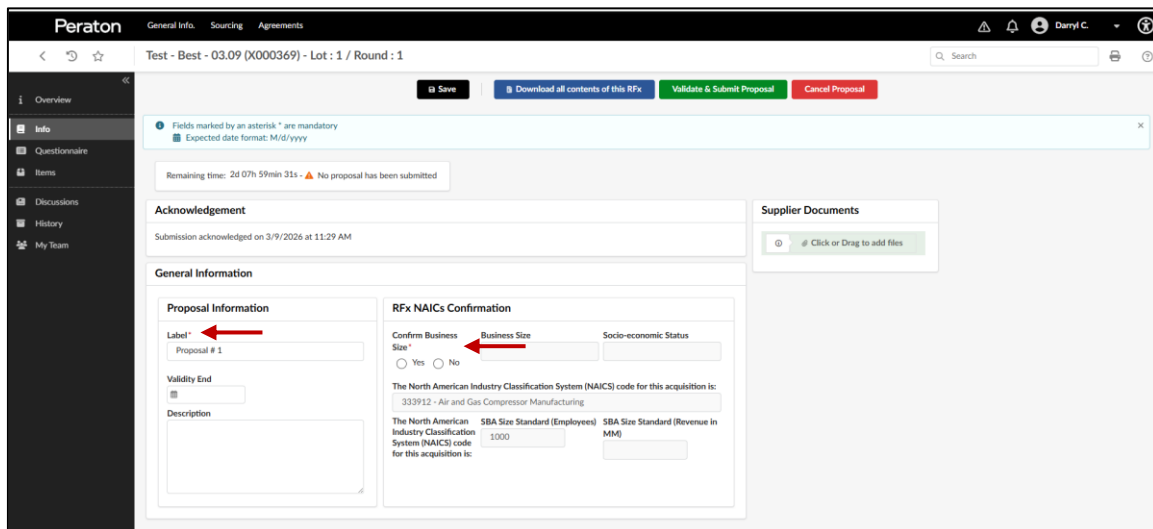 Peraton
General Info. Sourcing Agreements
Darryl C.
Test - Best - 03.09 (X000369) - Lot : 1 / Round : 1
Search
Save
Download all contents of this RFx
Validate & Submit Proposal
Cancel Proposal
Overview
Info
Questionnaire
Items
Discussions
History
My Team
Fields marked by an asterisk * are mandatory
Expected date format: M/d/yyyy
Remaining time: 2d 07h 59min 31s - No proposal has been submitted
Acknowledgement
Submission acknowledged on 3/9/2026 at 11:29 AM
Supplier Documents
Click or Drag to add files
General Information
Proposal Information
Label*
Proposal # 1
Validity End
Description
RFx NAICs Confirmation
Confirm Business
Size*
Yes No
Business Size
Socio-economic Status
The North American Industry Classification System (NAICS) code for this acquisition is:
333912 - Air and Gas Compressor Manufacturing
The North American
Industry Classification
System (NAICS) code
for this acquisition is:
SBA Size Standard (Employees)
1000
SBA Size Standard (Revenue in
MM)